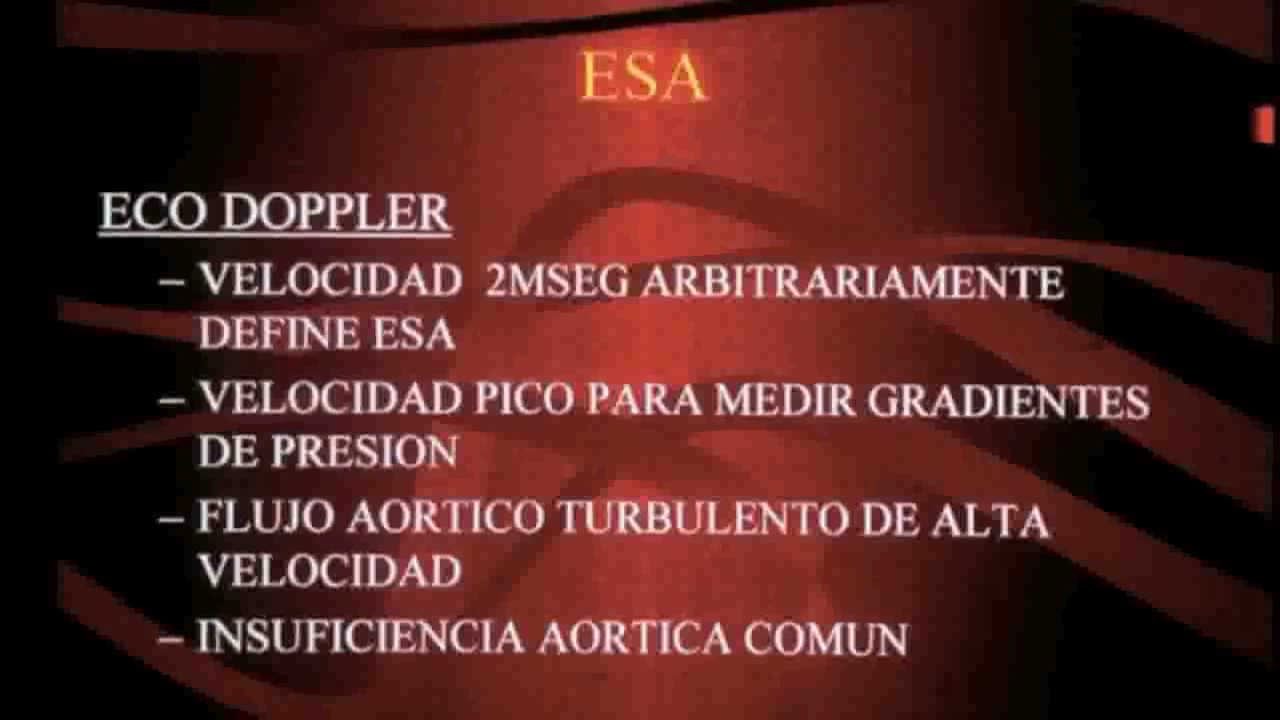 ESA
ECO DOPPLER
– VELOCIDAD 2MSEG ARBITRARIAMENTE
DEFINE ESA
– VELOCIDAD PICO PARA MEDIR GRADIENTES
DE PRESION
– FLUJO AORTICO TURBULENTO DE ALTA
VELOCIDAD
– INSUFICIENCIA AORTICA COMUN